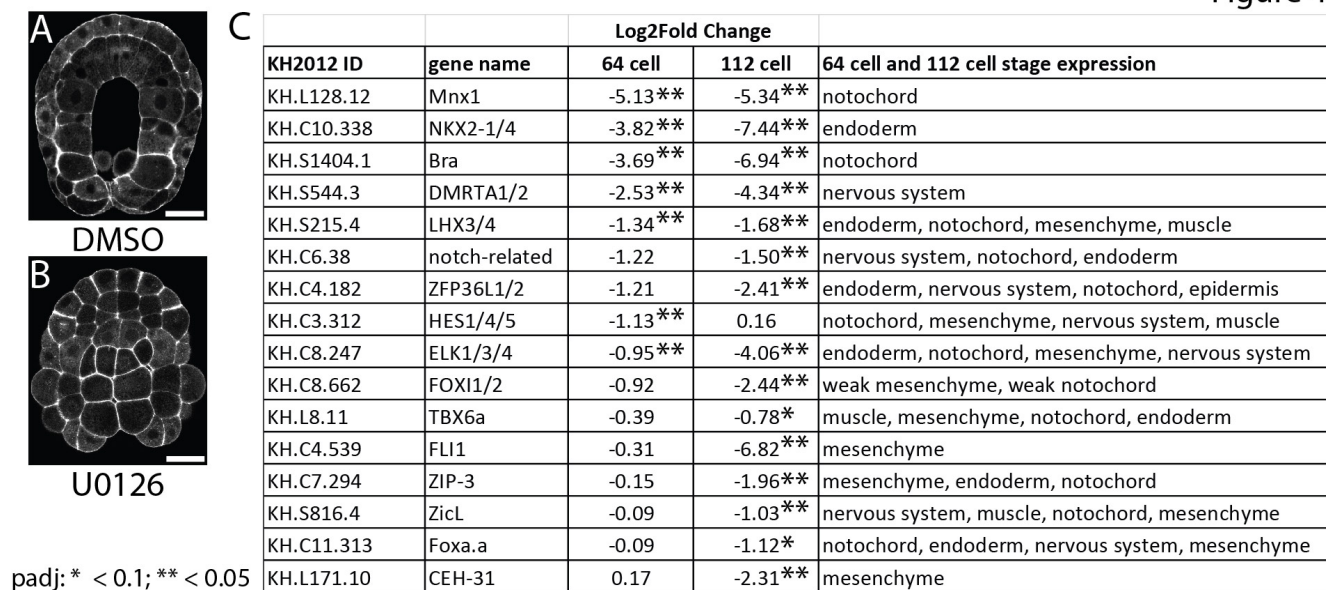 Figure
A
DMSO
B
U0126
padj: * < 0.1; ** < 0.05
C
Log2Fold Change
KH2012 ID gene name 64 cell 112 cell 64 cell and 112 cell stage expression
KH.L128.12 Mnx1 -5.13** -5.34** notochord
KH.C10.338 NKX2-1/4 -3.82** -7.44** endoderm
KH.S1404.1 Bra -3.69** -6.94** notochord
KH.S544.3 DMRTA1/2 -2.53** -4.34** nervous system
KH.S215.4 LHX3/4 -1.34** -1.68** endoderm, notochord, mesenchyme, muscle
KH.C6.38 notch-related -1.22 -1.50** nervous system, notochord, endoderm
KH.C4.182 ZFP36L1/2 -1.21 -2.41** endoderm, nervous system, notochord, epidermis
KH.C3.312 HES1/4/5 -1.13** 0.16 notochord, mesenchyme, nervous system, muscle
KH.C8.247 ELK1/3/4 -0.95** -4.06** endoderm, notochord, mesenchyme, nervous system
KH.C8.662 FOXI1/2 -0.92 -2.44** weak mesenchyme, weak notochord
KH.L8.11 TBX6a -0.39 -0.78* muscle, mesenchyme, notochord, endoderm
KH.C4.539 FLI1 -0.31 -6.82** mesenchyme
KH.C7.294 ZIP-3 -0.15 -1.96** mesenchyme, endoderm, notochord
KH.S816.4 ZicL -0.09 -1.03** nervous system, muscle, notochord, mesenchyme
KH.C11.313 Foxa.a -0.09 -1.12* notochord, endoderm, nervous system, mesenchyme
KH.L171.10 CEH-31 0.17 -2.31** mesenchyme